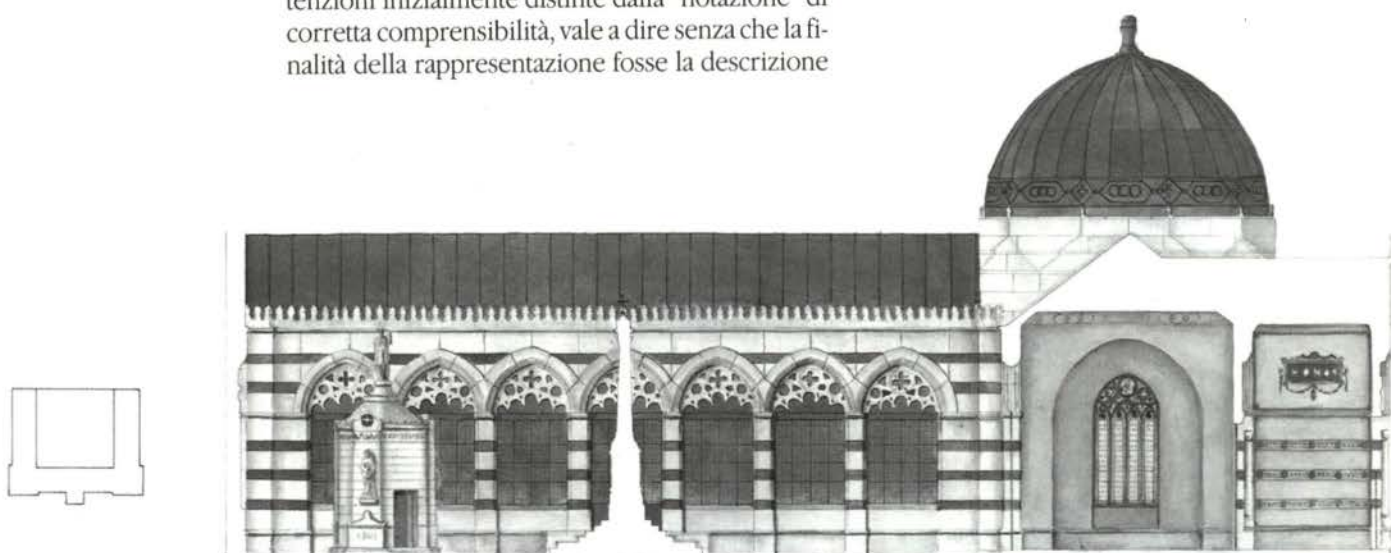 tenzioni inizialmente distinte dalla "notazione" di
corretta comprensibilità, vale a dire senza che la fi-
nalità della rappresentazione fosse la descrizione